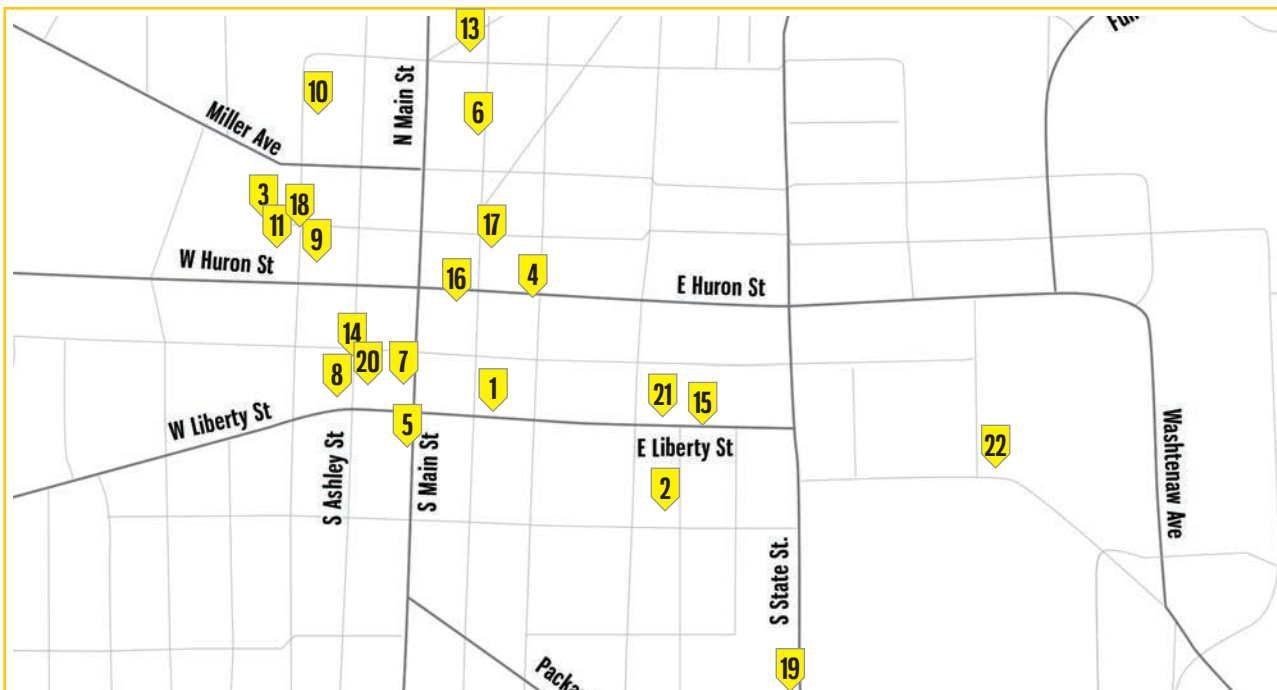 13
10
N Main St
6
Miller Ave
3
18
11
9
17
W Huron St
16
4
E Huron St
14
20
7
8
1
21
15
W Liberty St
5
E Liberty St
22
2
S Ashley St
S Main St
S State St.
Washtenaw Ave
19